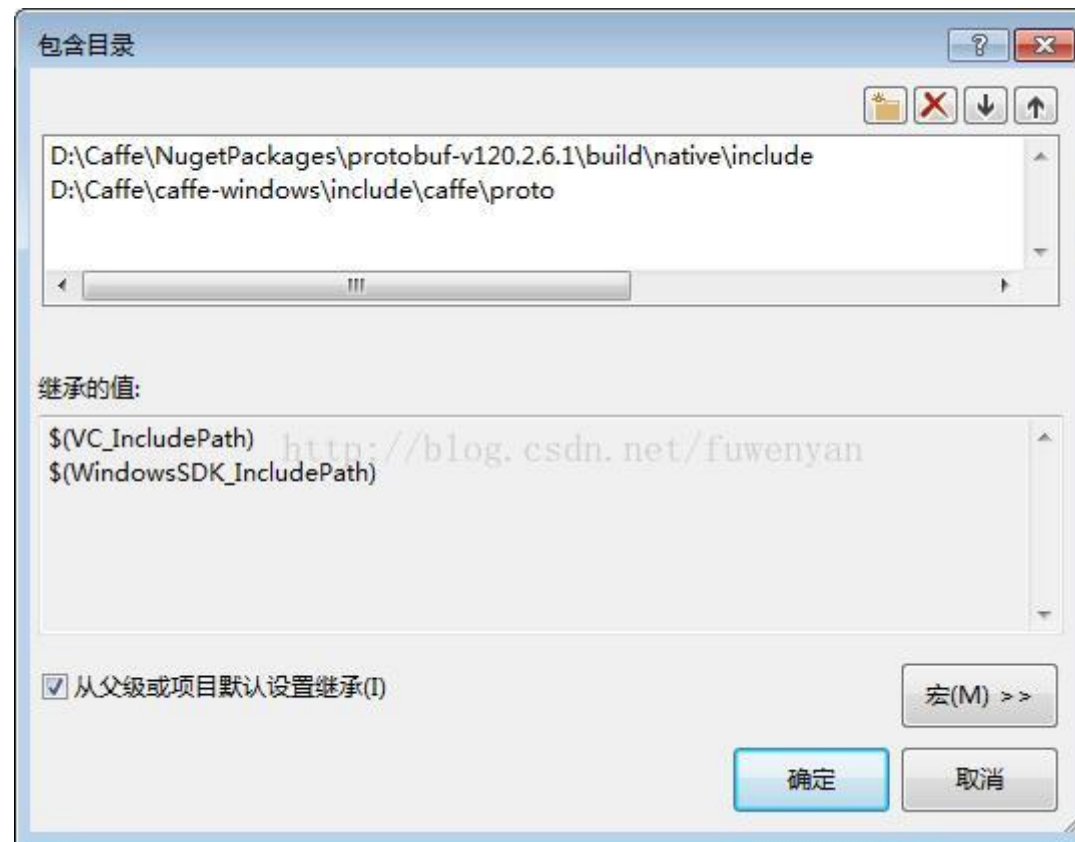 包含目录
D:\Caffe\NugetPackages\protobuf-v120.2.6.1\build\native\include
D:\Caffe\caffe-windows\include\caffe\proto
继承的值:
$(VC_IncludePath)
http://blog.csdn.net/fuwenyan
$(WindowsSDK_IncludePath)
从父级或项目默认设置继承(I)
宏(M) >>
确定
取消